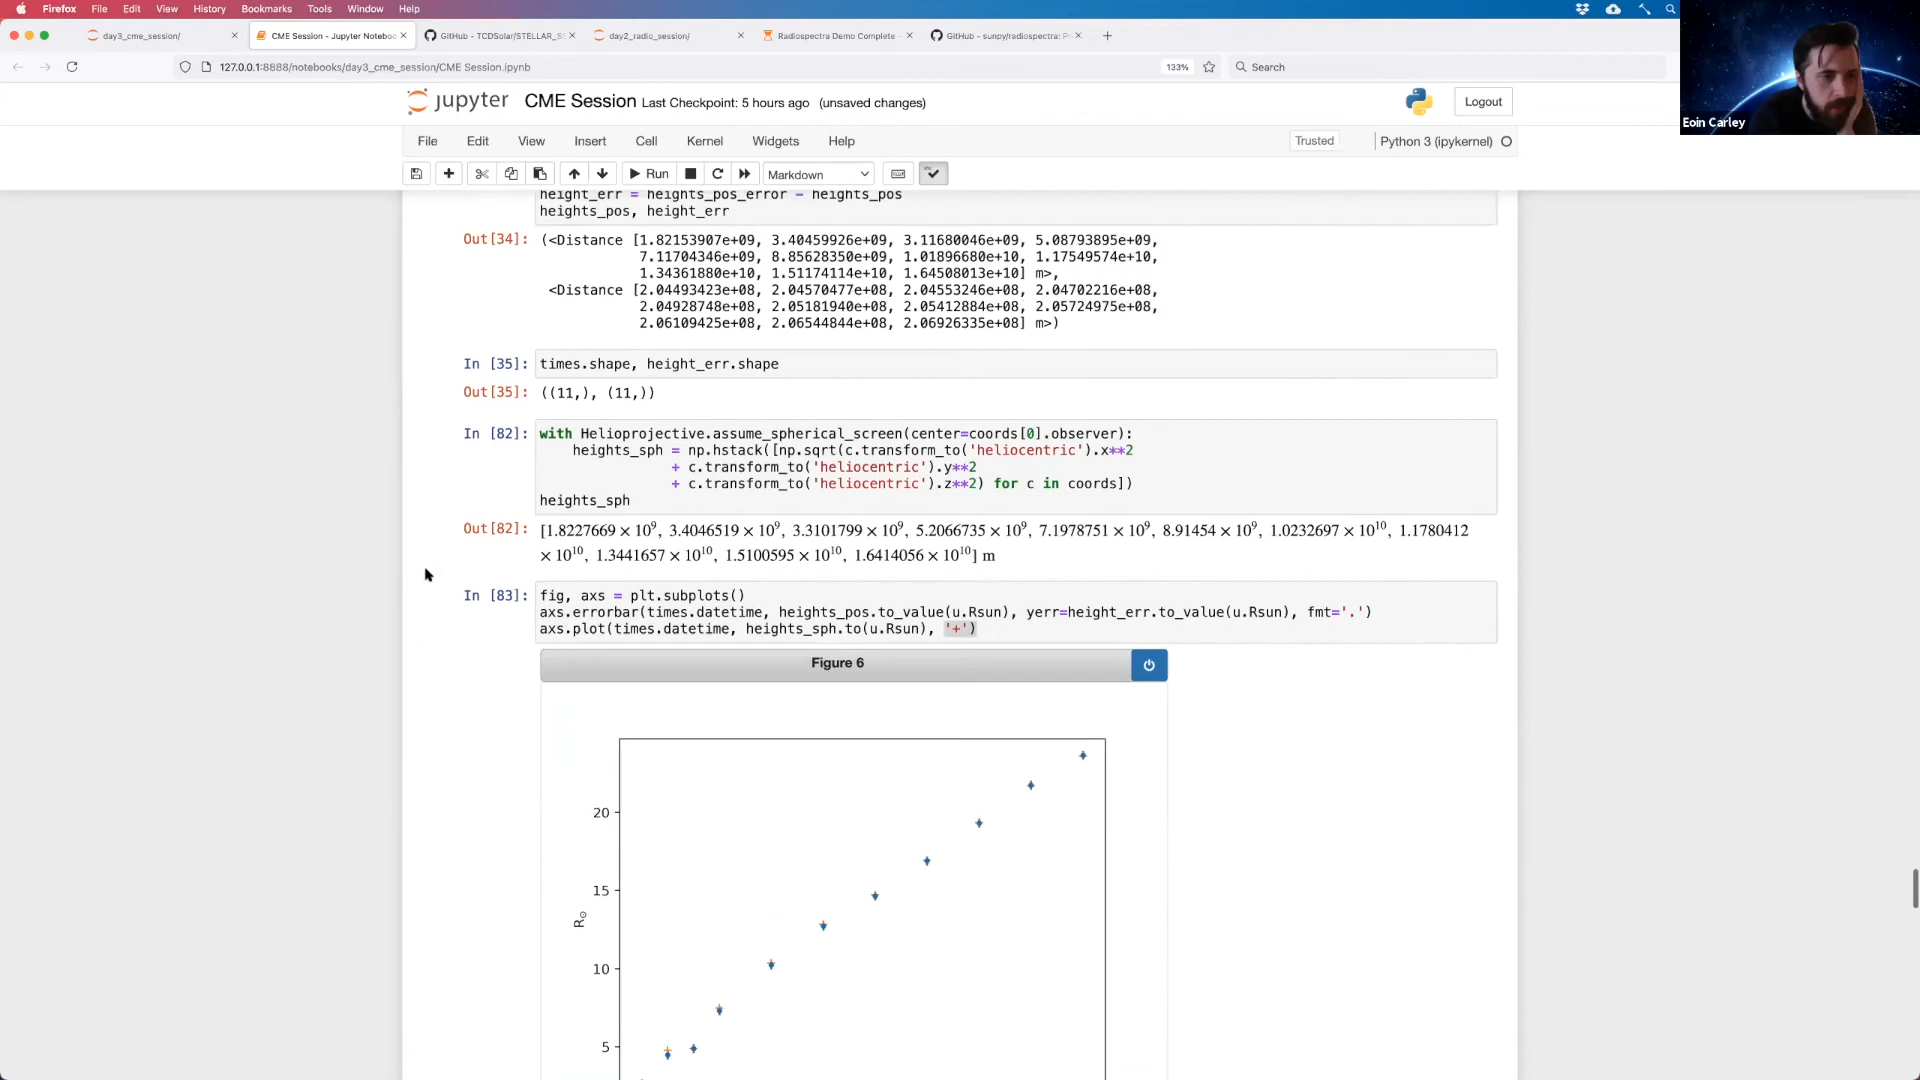 Firefox File Edit View History Bookmarks Tools Window Help
day3_cme_session/
CME Session - Jupyter Noteboo
GitHub - TCDSolar/STELLAR_S
day2_radio_session/
Radiospectra Demo Complete -
GitHub - sunpy/radiospectra: P
127.0.0.1:8888/notebooks/day3_cme_session/CME Session.ipynb
133%
Search
Eoin Carley
jupyter CME Session Last Checkpoint: 5 hours ago (unsaved changes)
Logout
File Edit View Insert Cell Kernel Widgets Help
Trusted
Python 3 (ipykernel)
Run
Markdown
height_err = heights_pos_error - heights_pos
heights_pos, height_err
Out[34]: (<Distance [1.82153907e+09, 3.40459926e+09, 3.11680046e+09, 5.08793895e+09,
7.11704346e+09, 8.85628350e+09, 1.01896680e+10, 1.17549574e+10,
1.34361880e+10, 1.51174114e+10, 1.64508013e+10] m>,
<Distance [2.04493423e+08, 2.04570477e+08, 2.04553246e+08, 2.04702216e+08,
2.04928748e+08, 2.05181940e+08, 2.05412884e+08, 2.05724975e+08,
2.06109425e+08, 2.06544844e+08, 2.06926335e+08] m>)
In [35]: times.shape, height_err.shape
Out[35]: ((11,), (11,))
In [82]: with Helioprojective.assume_spherical_screen(center=coords[0].observer):
heights_sph = np.hstack([np.sqrt(c.transform_to('heliocentric').x**2
+ c.transform_to('heliocentric').y**2
+ c.transform_to('heliocentric').z**2) for c in coords])
heights_sph
Out[82]: [1.8227669 × 10⁹, 3.4046519 × 10⁹, 3.3101799 × 10⁹, 5.2066735 × 10⁹, 7.1978751 × 10⁹, 8.91454 × 10⁹, 1.0232697 × 10¹⁰, 1.1780412
× 10¹⁰, 1.3441657 × 10¹⁰, 1.5100595 × 10¹⁰, 1.6414056 × 10¹⁰] m
In [83]: fig, axs = plt.subplots()
axs.errorbar(times.datetime, heights_pos.to_value(u.Rsun), yerr=height_err.to_value(u.Rsun), fmt='.')
axs.plot(times.datetime, heights_sph.to(u.Rsun), '+')
Figure 6
20
15
R☉
10
5